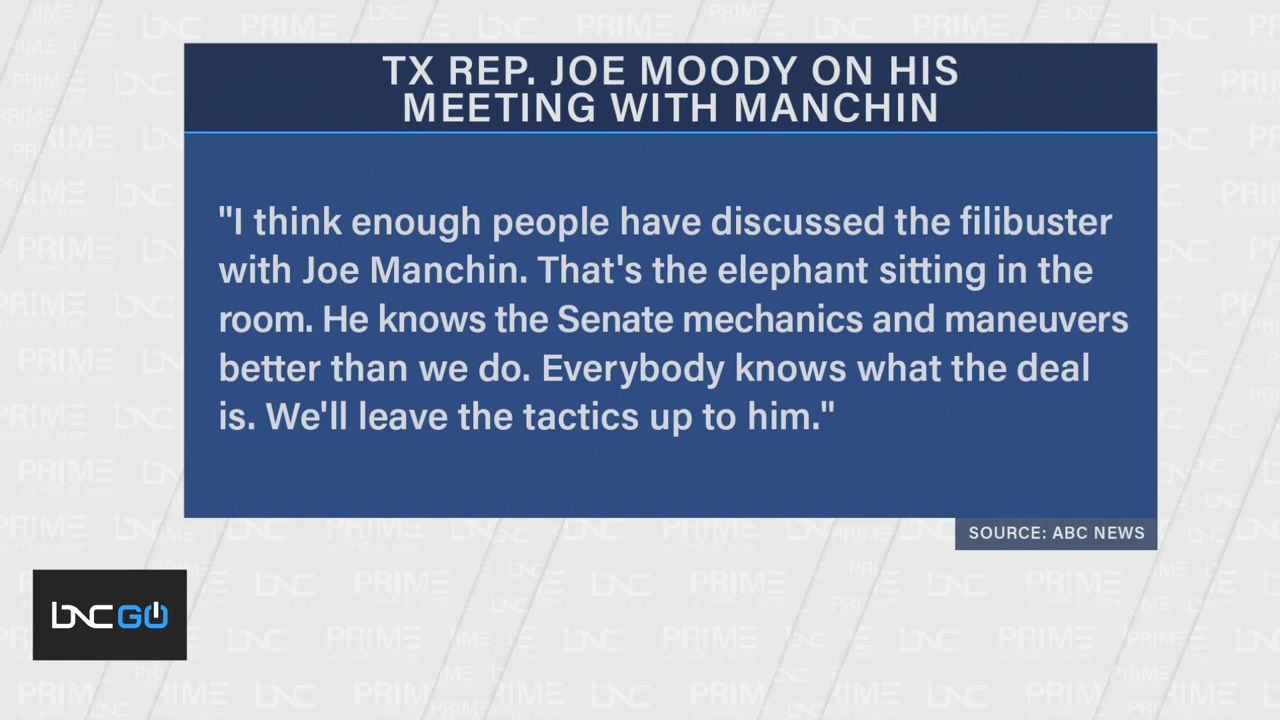 TX REP. JOE MOODY ON HIS
MEETING WITH MANCHIN
"I think enough people have discussed the filibuster
with Joe Manchin. That's the elephant sitting in the
room. He knows the Senate mechanics and maneuvers
better than we do. Everybody knows what the deal
is. We'll leave the tactics up to him."
SOURCE: ABC NEWS
BNC GO